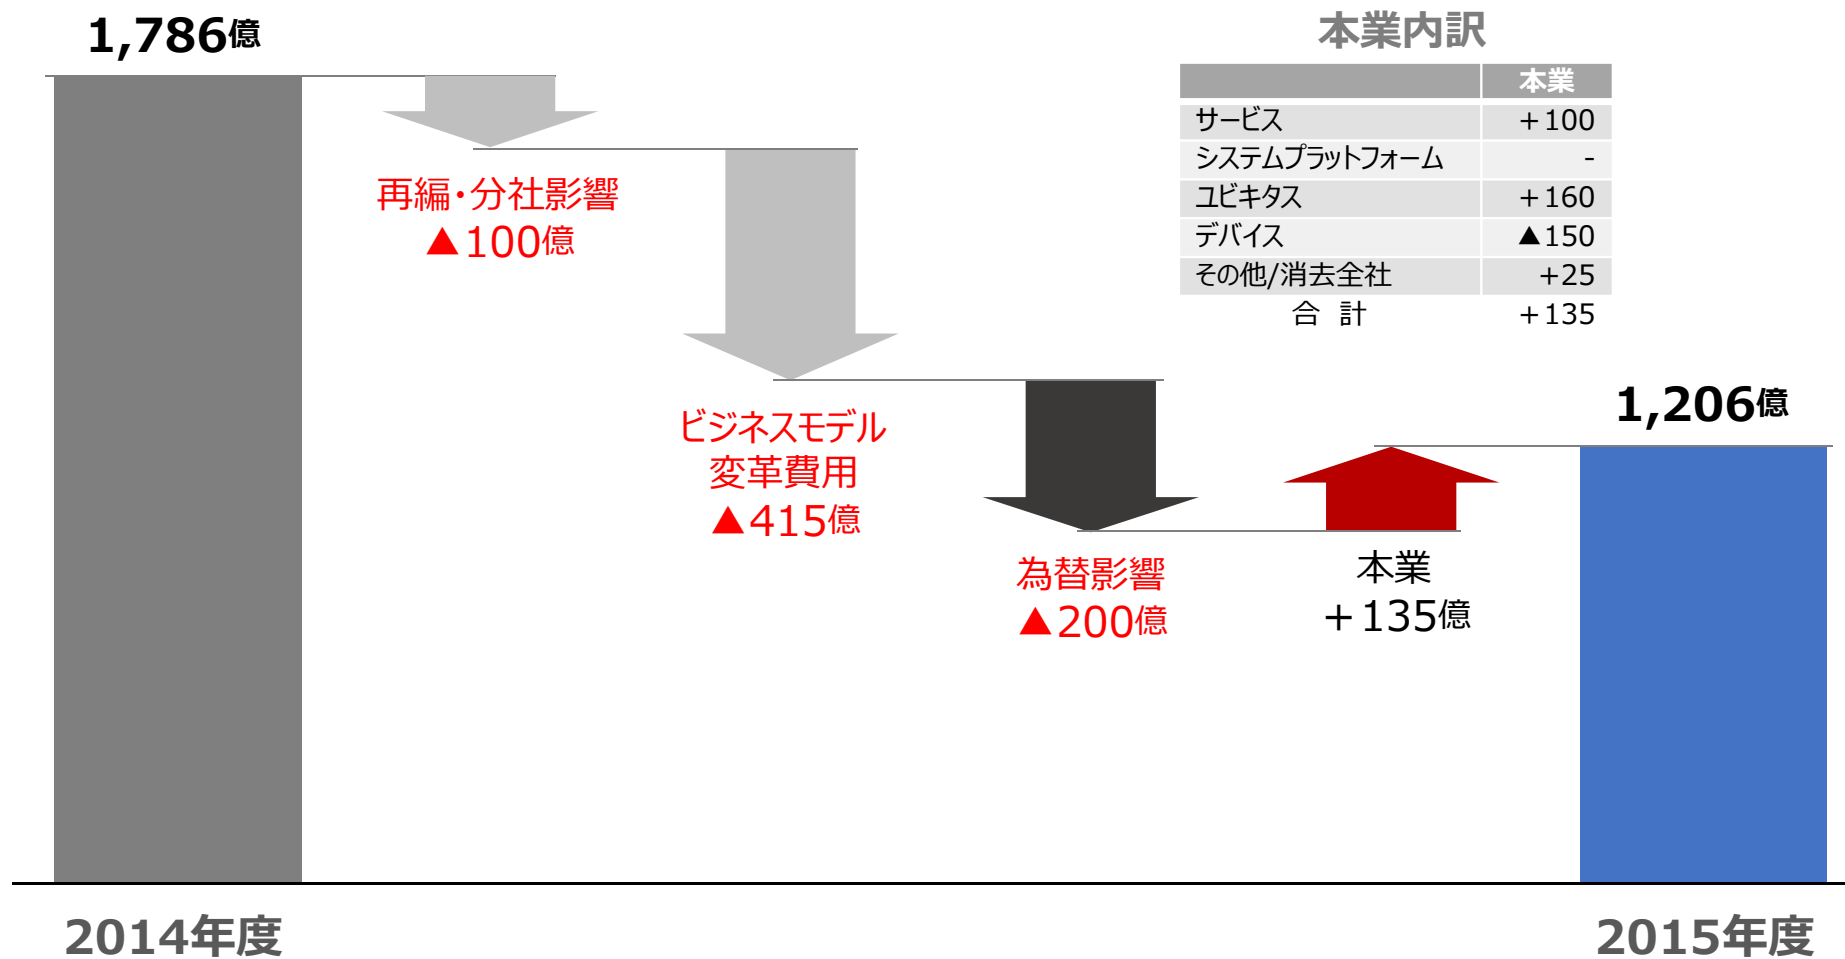 1,786億
再編・分社影響
▲100億
ビジネスモデル
変革費用
▲415億
為替影響
▲200億
本業
＋135億
本業内訳
本業
サービス ＋100
システムプラットフォーム -
ユビキタス ＋160
デバイス ▲150
その他/消去全社 +25
合 計 ＋135
1,206億
2014年度
2015年度